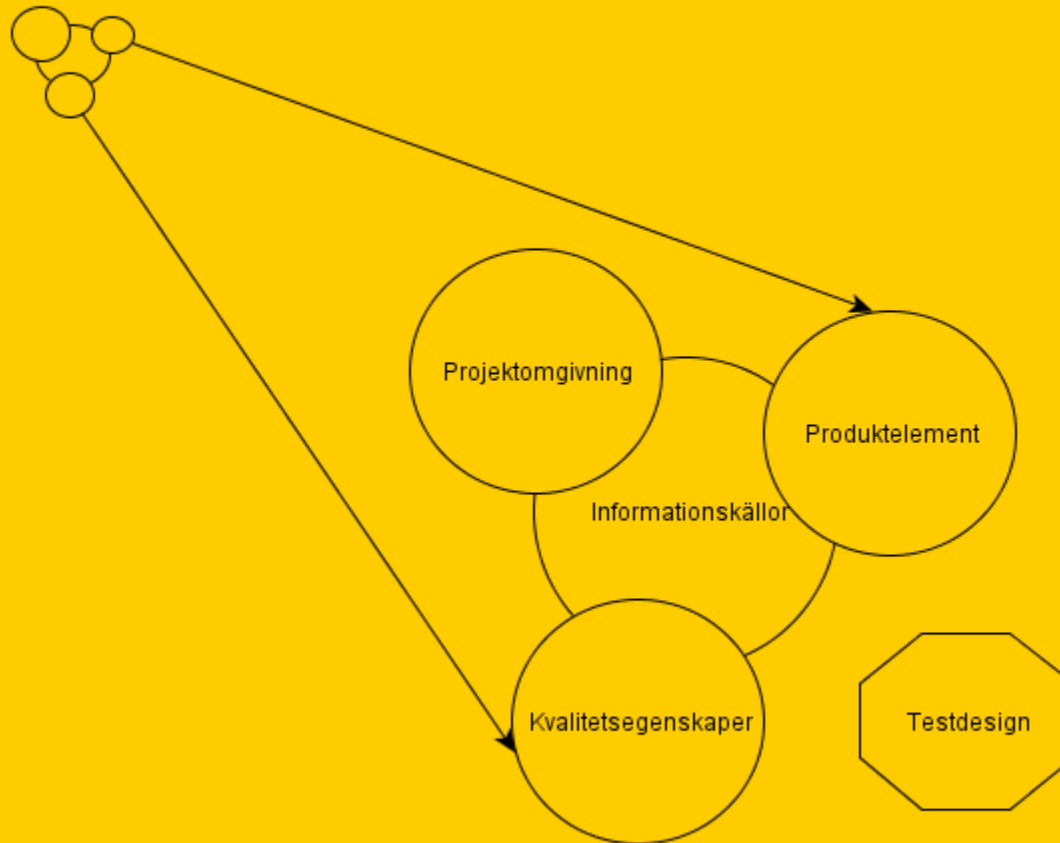 Projektomgivning
Produktelement
Informationskällor
Kvalitetsegenskaper
Testdesign